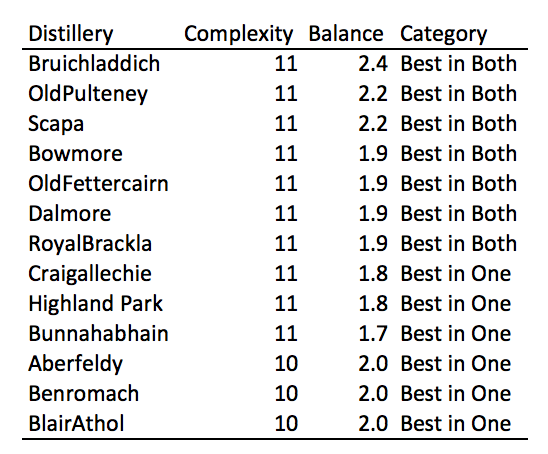 Distillery Complexity Balance Category
Bruichladdich 11 2.4 Best in Both
OldPulteney 11 2.2 Best in Both
Scapa 11 2.2 Best in Both
Bowmore 11 1.9 Best in Both
OldFettercairn 11 1.9 Best in Both
Dalmore 11 1.9 Best in Both
RoyalBrackla 11 1.9 Best in Both
Craigallechie 11 1.8 Best in One
Highland Park 11 1.8 Best in One
Bunnahabhain 11 1.7 Best in One
Aberfeldy 10 2.0 Best in One
Benromach 10 2.0 Best in One
BlairAthol 10 2.0 Best in One